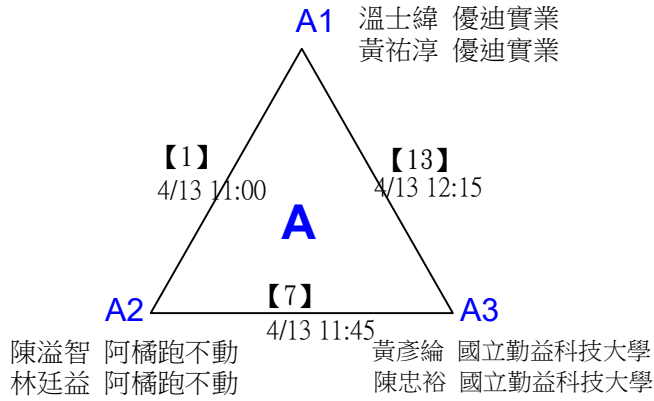 A1
溫士緯 優迪實業
黃祐淳 優迪實業
【1】
4/13 11:00
【13】
4/13 12:15
A
【7】
4/13 11:45
A2
陳溢智 阿橘跑不動
林廷益 阿橘跑不動
A3
黃彥綸 國立勤益科技大學
陳忠裕 國立勤益科技大學